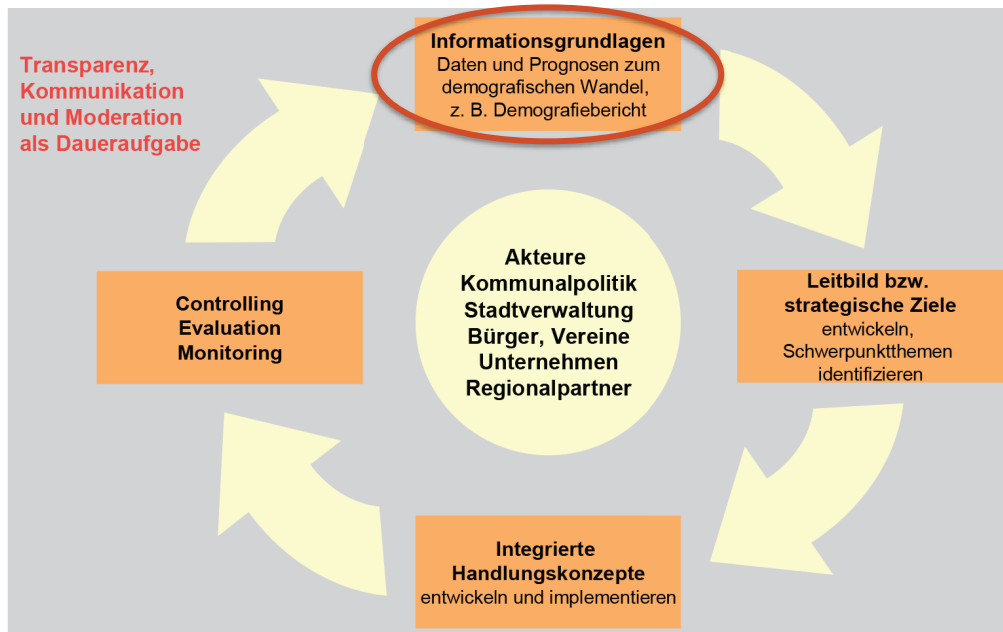 Transparenz,
Kommunikation
und Moderation
als Daueraufgabe
Informationsgrundlagen
Daten und Prognosen zum
demografischen Wandel,
z. B. Demografiebericht
Leitbild bzw.
strategische Ziele
entwickeln,
Schwerpunktthemen
identifizieren
Integrierte
Handlungskonzepte
entwickeln und implementieren
Controlling
Evaluation
Monitoring
Akteure
Kommunalpolitik
Stadtverwaltung
Bürger, Vereine
Unternehmen
Regionalpartner